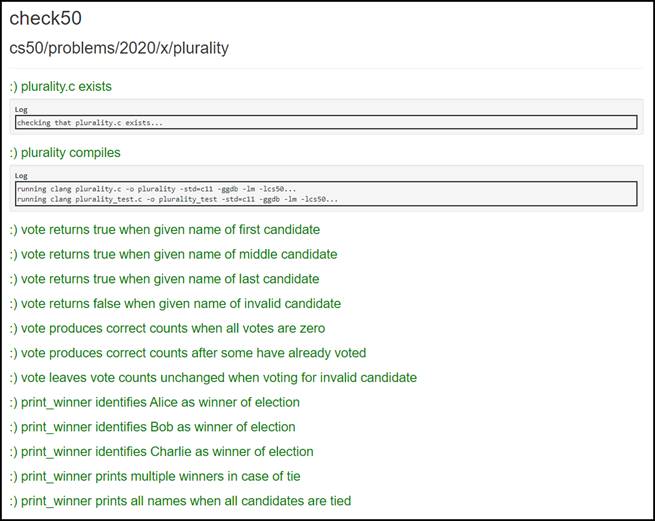 check50
cs50/problems/2020/x/plurality
:) plurality.c exists
Log
checking that plurality.c exists...
:) plurality compiles
Log
running clang plurality.c -o plurality -std=c11 -ggdb -lm -lcs50...
running clang plurality_test.c -o plurality_test -std=c11 -ggdb -lm -lcs50...
:) vote returns true when given name of first candidate
:) vote returns true when given name of middle candidate
:) vote returns true when given name of last candidate
:) vote returns false when given name of invalid candidate
:) vote produces correct counts when all votes are zero
:) vote produces correct counts after some have already voted
:) vote leaves vote counts unchanged when voting for invalid candidate
:) print_winner identifies Alice as winner of election
:) print_winner identifies Bob as winner of election
:) print_winner identifies Charlie as winner of election
:) print_winner prints multiple winners in case of tie
:) print_winner prints all names when all candidates are tied